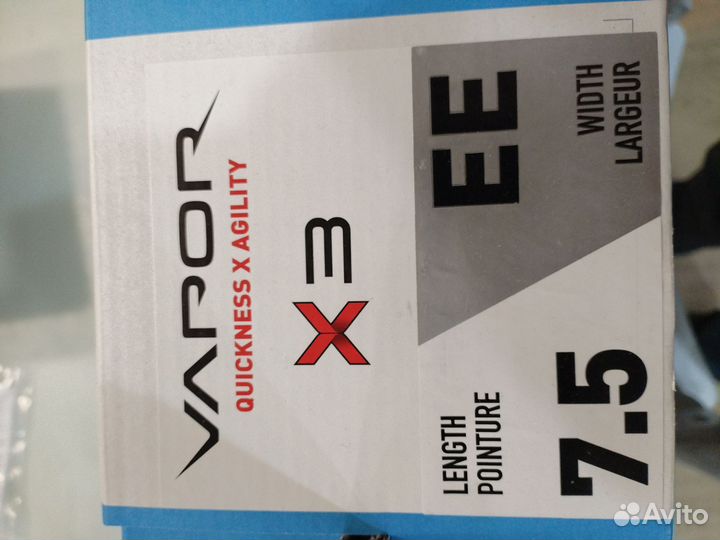 VAPOR
QUICKNESS X AGILITY
X3
LENGTH
POINTURE
7.5
EE
WIDTH
LARGEUR
Avito